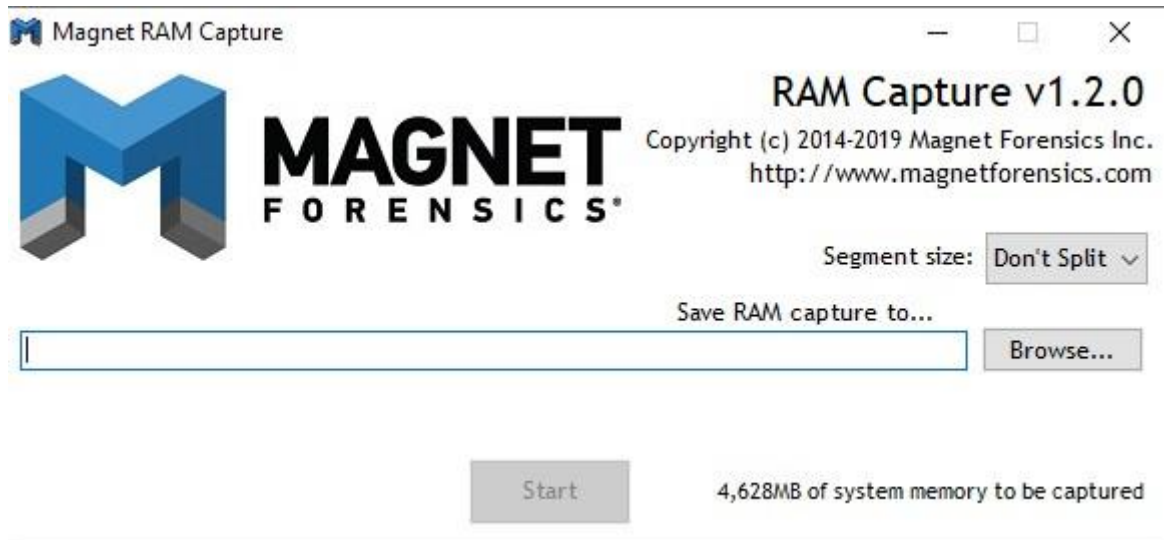 Magnet RAM Capture
MAGNET
FORENSICS®
RAM Capture v1.2.0
Copyright (c) 2014-2019 Magnet Forensics Inc.
http://www.magnetforensics.com
Segment size: Don't Split
Save RAM capture to...
Browse...
Start
4,628MB of system memory to be captured